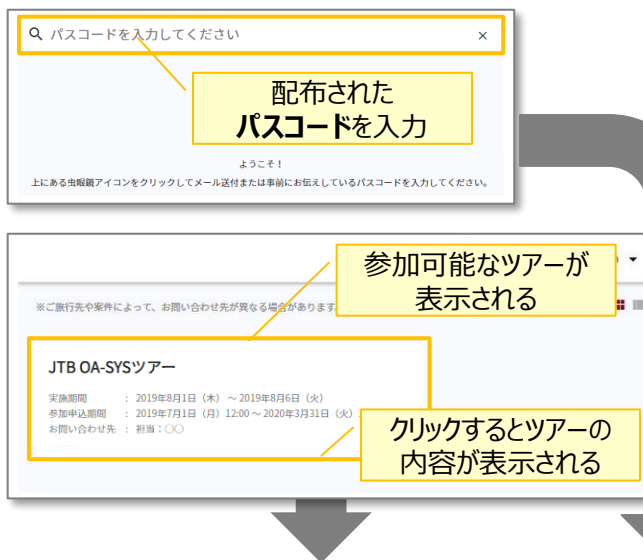 パスコードを入力してください
×
配布された
パスコードを入力
ようこそ！
上にある虫眼鏡アイコンをクリックしてメール送付または事前にお伝えしているパスコードを入力してください。
参加可能なツアーが
表示される
※ご旅行先や案件によって、お問い合わせ先が異なる場合があります
JTB OA-SYSツアー
実施期間 ： 2019年8月1日（木）～2019年8月6日（火）
参加申込期間 ： 2019年7月1日（月）12:00～2020年3月31日（火）
お問い合わせ先 ： 担当：〇〇
クリックするとツアーの
内容が表示される